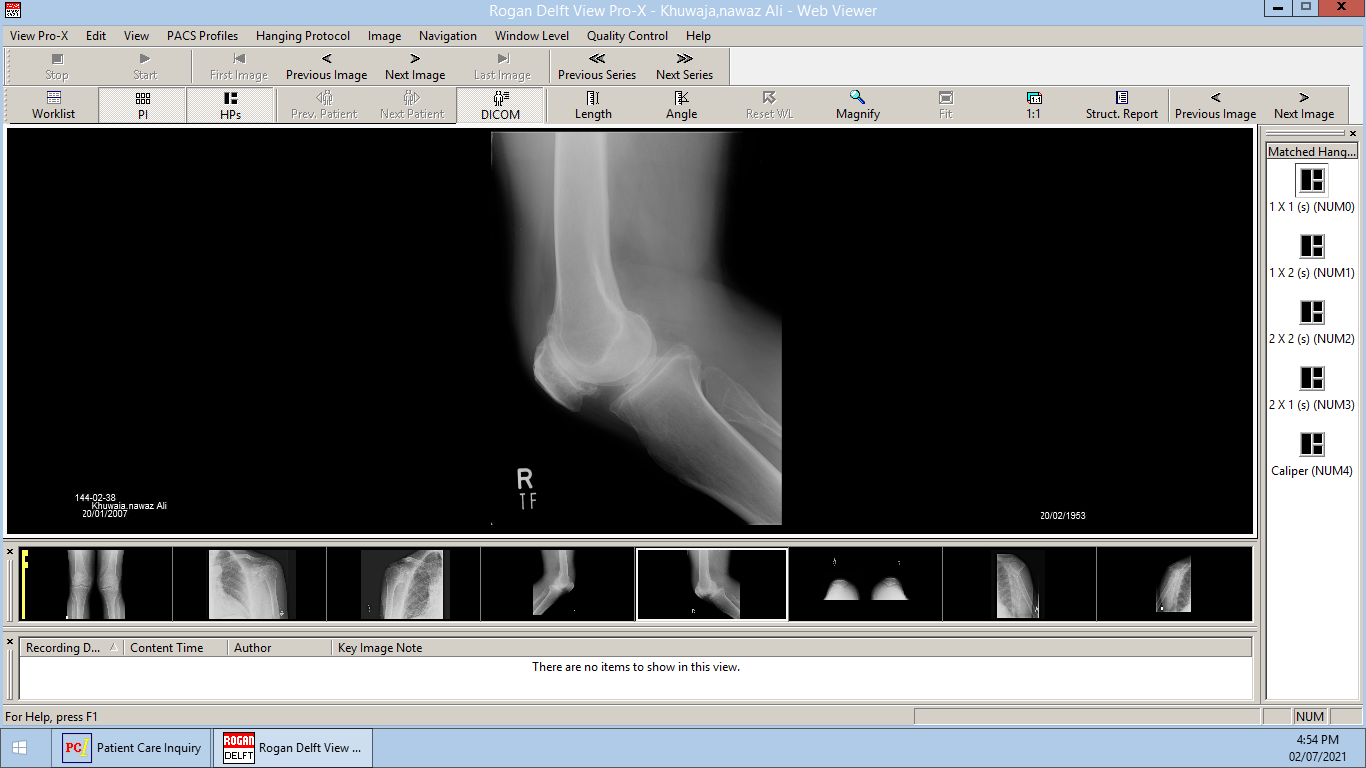 Rogan Delft View Pro-X - Khuwaja,nawaz Ali - Web Viewer
View Pro-X Edit View PACS Profiles Hanging Protocol Image Navigation Window Level Quality Control Help
Stop Start First Image Previous Image Next Image Last Image Previous Series Next Series
Worklist PI HPs Prev. Patient Next Patient DICOM Length Angle Reset WL Magnify Fit 1:1 Struct. Report Previous Image Next Image
Matched Hang...
1 X 1 (s) (NUM0)
1 X 2 (s) (NUM1)
2 X 2 (s) (NUM2)
2 X 1 (s) (NUM3)
Caliper (NUM4)
R
TF
144-02-38
Khuwaja,nawaz Ali
20/01/2007
20/02/1953
Recording D... Content Time Author Key Image Note
There are no items to show in this view.
For Help, press F1
NUM
PCI Patient Care Inquiry
ROGAN DELFT Rogan Delft View ...
4:54 PM
02/07/2021